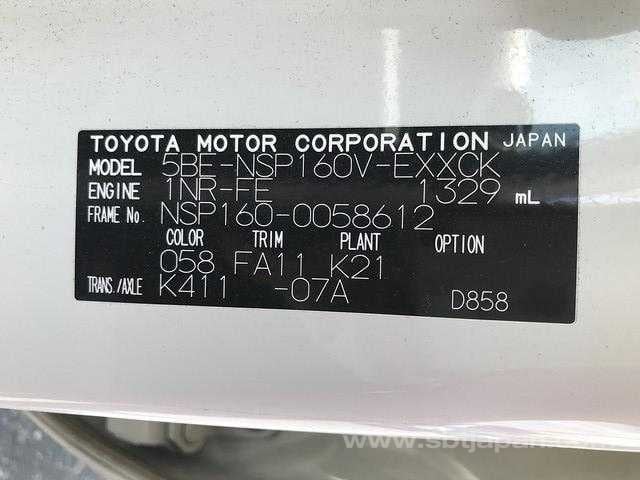 TOYOTA MOTOR CORPORATION JAPAN
MODEL 5BE-NSP160V-EXXCK
ENGINE 1NR-FE 1329 mL
FRAME No. NSP160-0058612
COLOR TRIM PLANT OPTION
058 FA11 K21
TRANS./AXLE K411 -07A D858
www.sbtjapan.com